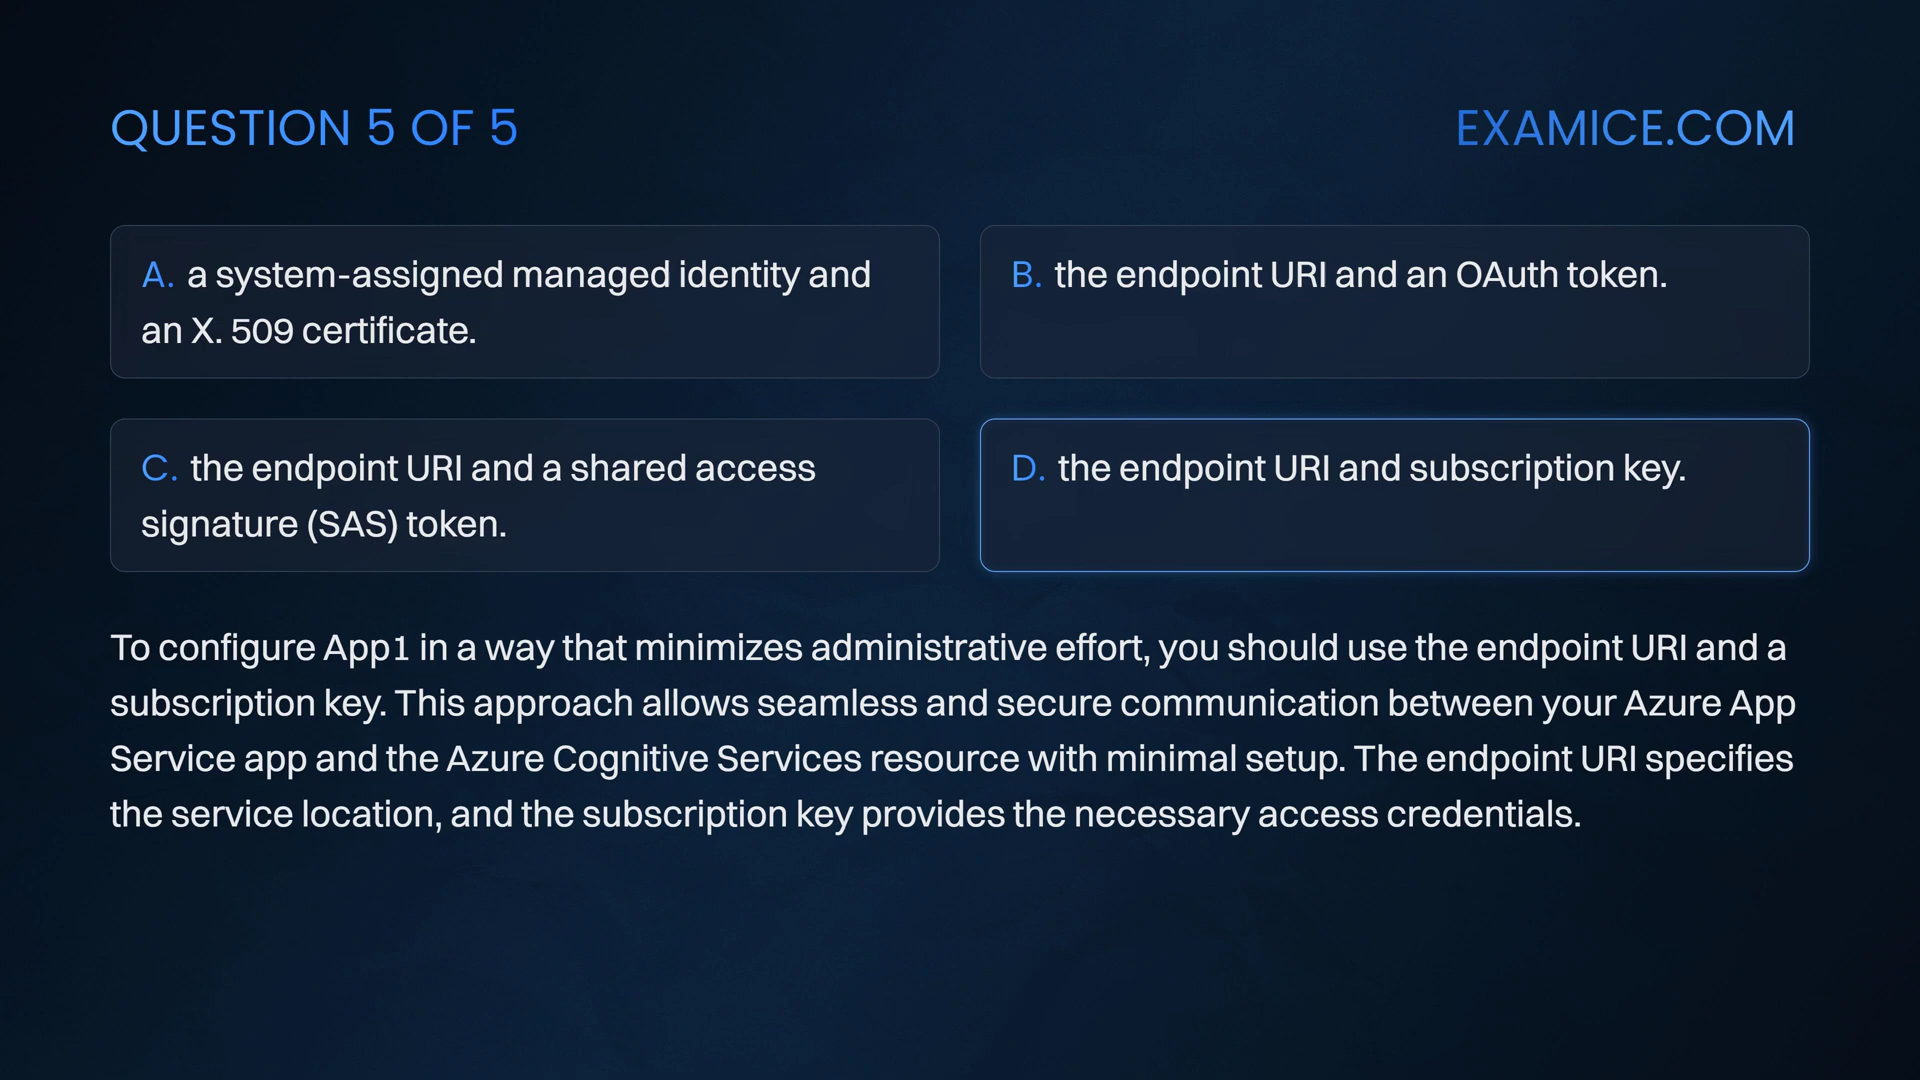 QUESTION 5 OF 5
EXAMICE.COM
A. a system-assigned managed identity and
an X. 509 certificate.
B. the endpoint URI and an OAuth token.
C. the endpoint URI and a shared access
signature (SAS) token.
D. the endpoint URI and subscription key.
To configure App1 in a way that minimizes administrative effort, you should use the endpoint URI and a
subscription key. This approach allows seamless and secure communication between your Azure App
Service app and the Azure Cognitive Services resource with minimal setup. The endpoint URI specifies
the service location, and the subscription key provides the necessary access credentials.